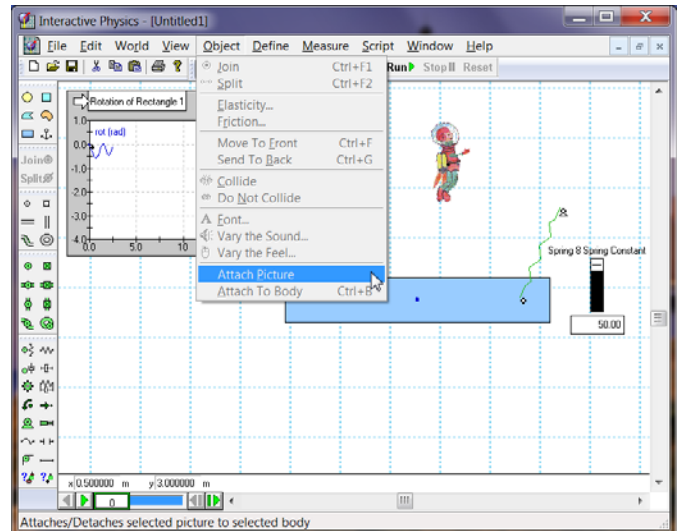 Interactive Physics - [Untitled1]
File Edit World View Object Define Measure Script Window Help
Run Stop Reset
Join Ctrl+F1
Split Ctrl+F2
Elasticity...
Friction...
Move To Front Ctrl+F
Send To Back Ctrl+G
Collide
Do Not Collide
A Font...
Vary the Sound...
Vary the Feel...
Attach Picture
Attach To Body Ctrl+B
Join
Split
Rotation of Rectangle 1
rot (rad)
1.0
0.0
-1.0
-3.0
-4.0
0.0 5.0 10
Spring 8 Spring Constant
50.00
x 0.500000 m y 3.000000 m
0
Attaches/Detaches selected picture to selected body